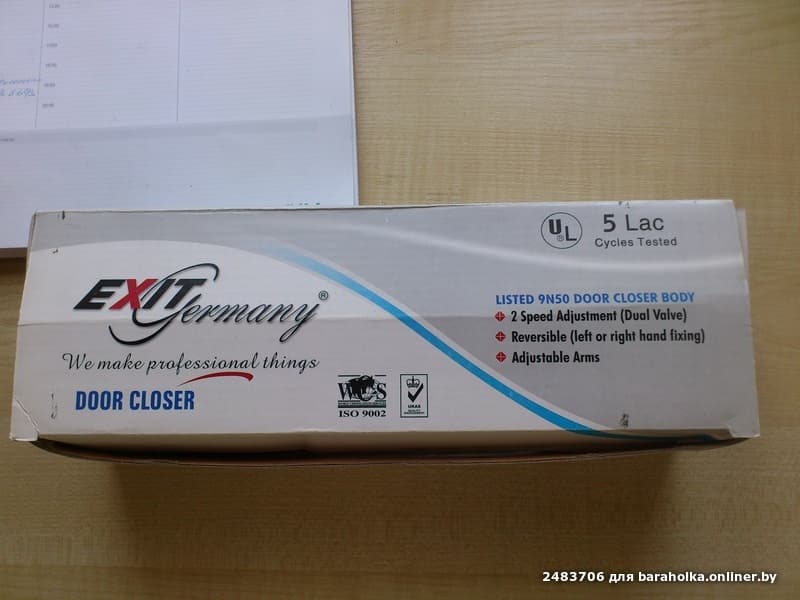 UL ®
5 Lac
Cycles Tested
EXIT Germany ®
We make professional things
DOOR CLOSER
WCS
ISO 9002
UKAS
LISTED 9N50 DOOR CLOSER BODY
2 Speed Adjustment (Dual Valve)
Reversible (left or right hand fixing)
Adjustable Arms
2483706 для baraholka.onliner.by